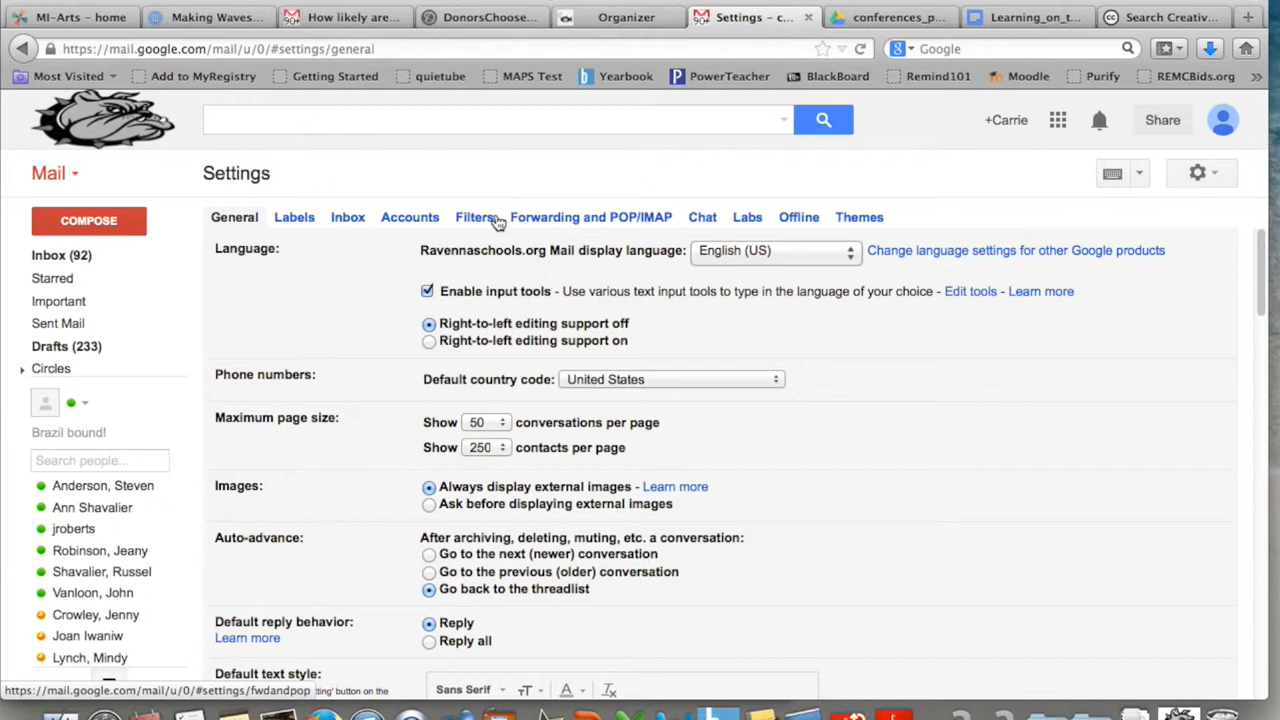 MI-Arts - home
Making Waves...
How likely are...
DonorsChoose...
Organizer
Settings - c...
conferences_p...
Learning_on_t...
Search Creativ...
https://mail.google.com/mail/u/0/#settings/general
Google
Most Visited
Add to MyRegistry
Getting Started
quietube
MAPS Test
Yearbook
PowerTeacher
BlackBoard
Remind101
Moodle
Purify
REMCBids.org
+Carrie
Share
Mail
Settings
COMPOSE
Inbox (92)
Starred
Important
Sent Mail
Drafts (233)
Circles
Brazil bound!
Search people...
Anderson, Steven
Ann Shavalier
jroberts
Robinson, Jeany
Shavalier, Russel
Vanloon, John
Crowley, Jenny
Joan Iwaniw
Lynch, Mindy
General Labels Inbox Accounts Filters Forwarding and POP/IMAP Chat Labs Offline Themes
Language: Ravennaschools.org Mail display language: English (US) Change language settings for other Google products
Enable input tools - Use various text input tools to type in the language of your choice - Edit tools - Learn more
Right-to-left editing support off
Right-to-left editing support on
Phone numbers: Default country code: United States
Maximum page size: Show 50 conversations per page
Show 250 contacts per page
Images: Always display external images - Learn more
Ask before displaying external images
Auto-advance: After archiving, deleting, muting, etc. a conversation:
Go to the next (newer) conversation
Go to the previous (older) conversation
Go back to the threadlist
Default reply behavior: Reply
Learn more Reply all
Default text style: Sans Serif
https://mail.google.com/mail/u/0/#settings/fwdandpop
button on the